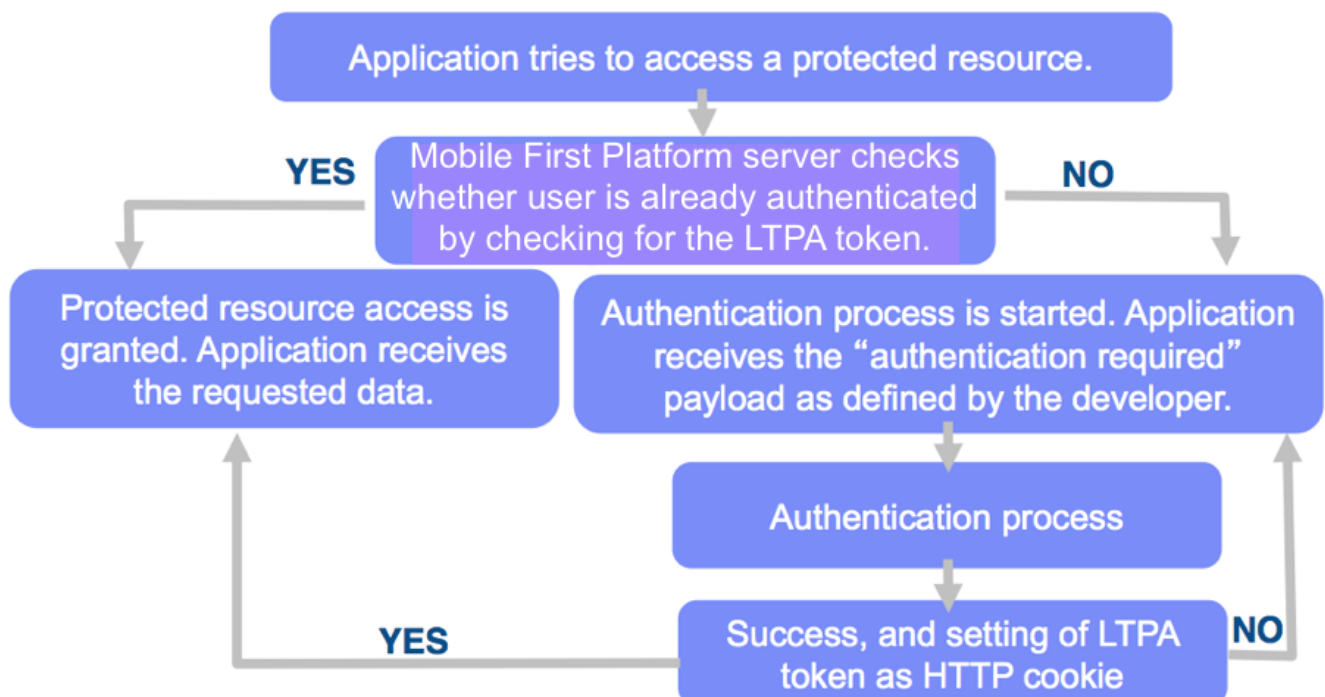 Application tries to access a protected resource.
YES
Mobile First Platform server checks
whether user is already authenticated
by checking for the LTPA token.
NO
Protected resource access is
granted. Application receives
the requested data.
Authentication process is started. Application
receives the “authentication required”
payload as defined by the developer.
Authentication process
YES
Success, and setting of LTPA
token as HTTP cookie
NO